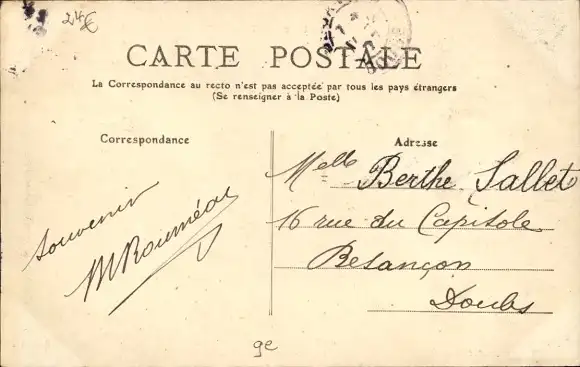 24€
CARTE POSTALE
La Correspondance au recto n'est pas acceptée par tous les pays étrangers
(Se renseigner à la Poste)
Correspondance
Adresse
Melle Berthe Sallet
16 rue du Capitole
Besançon
Doubs
Souvenir
ge